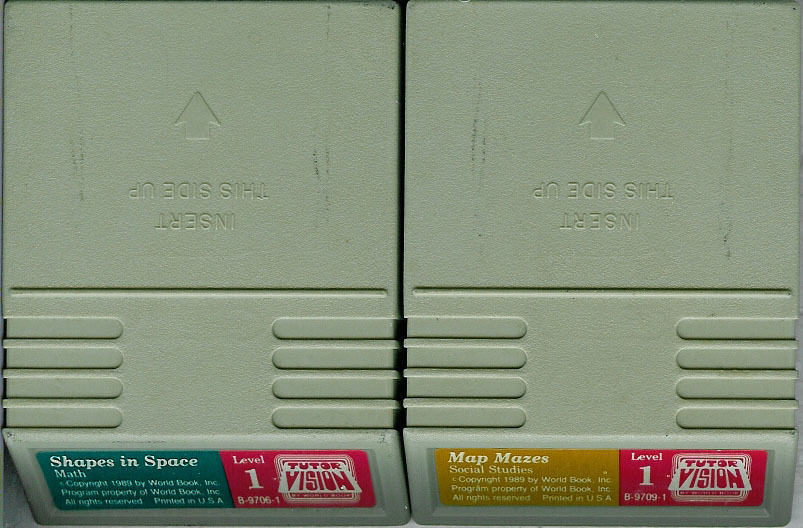 INSERT
THIS SIDE UP
INSERT
THIS SIDE UP
Shapes in Space
Math
©Copyright 1989 by World Book, Inc.
Program property of World Book, Inc.
All rights reserved. Printed in U.S.A
Level
1
B-9706-1
TUTOR
VISION
BY WORLD BOOK
Map Mazes
Social Studies
©Copyright 1989 by World Book, Inc.
Program property of World Book, Inc.
All rights reserved. Printed in U.S.A
Level
1
B-9709-1
TUTOR
VISION
BY WORLD BOOK